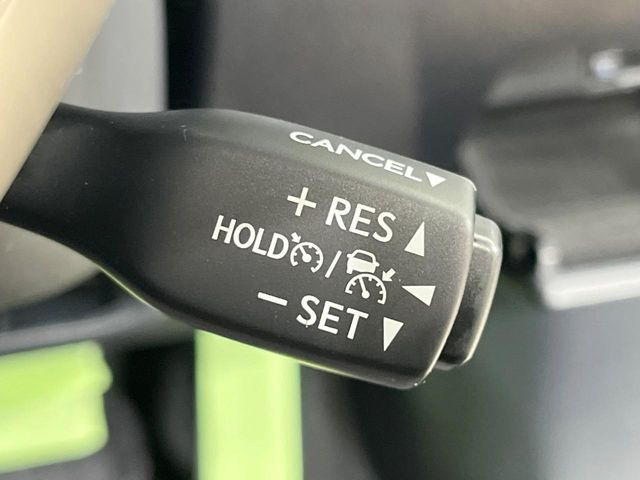 CANCEL▼
+ RES ▲
HOLD /
− SET ▼